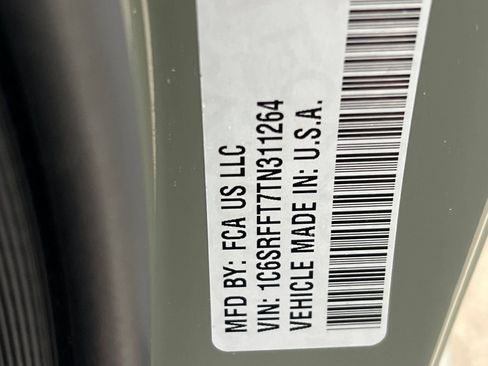 MFD BY: FCA US LLC
VIN: 1C6SRFFT7TN311264
VEHICLE MADE IN: U.S.A.